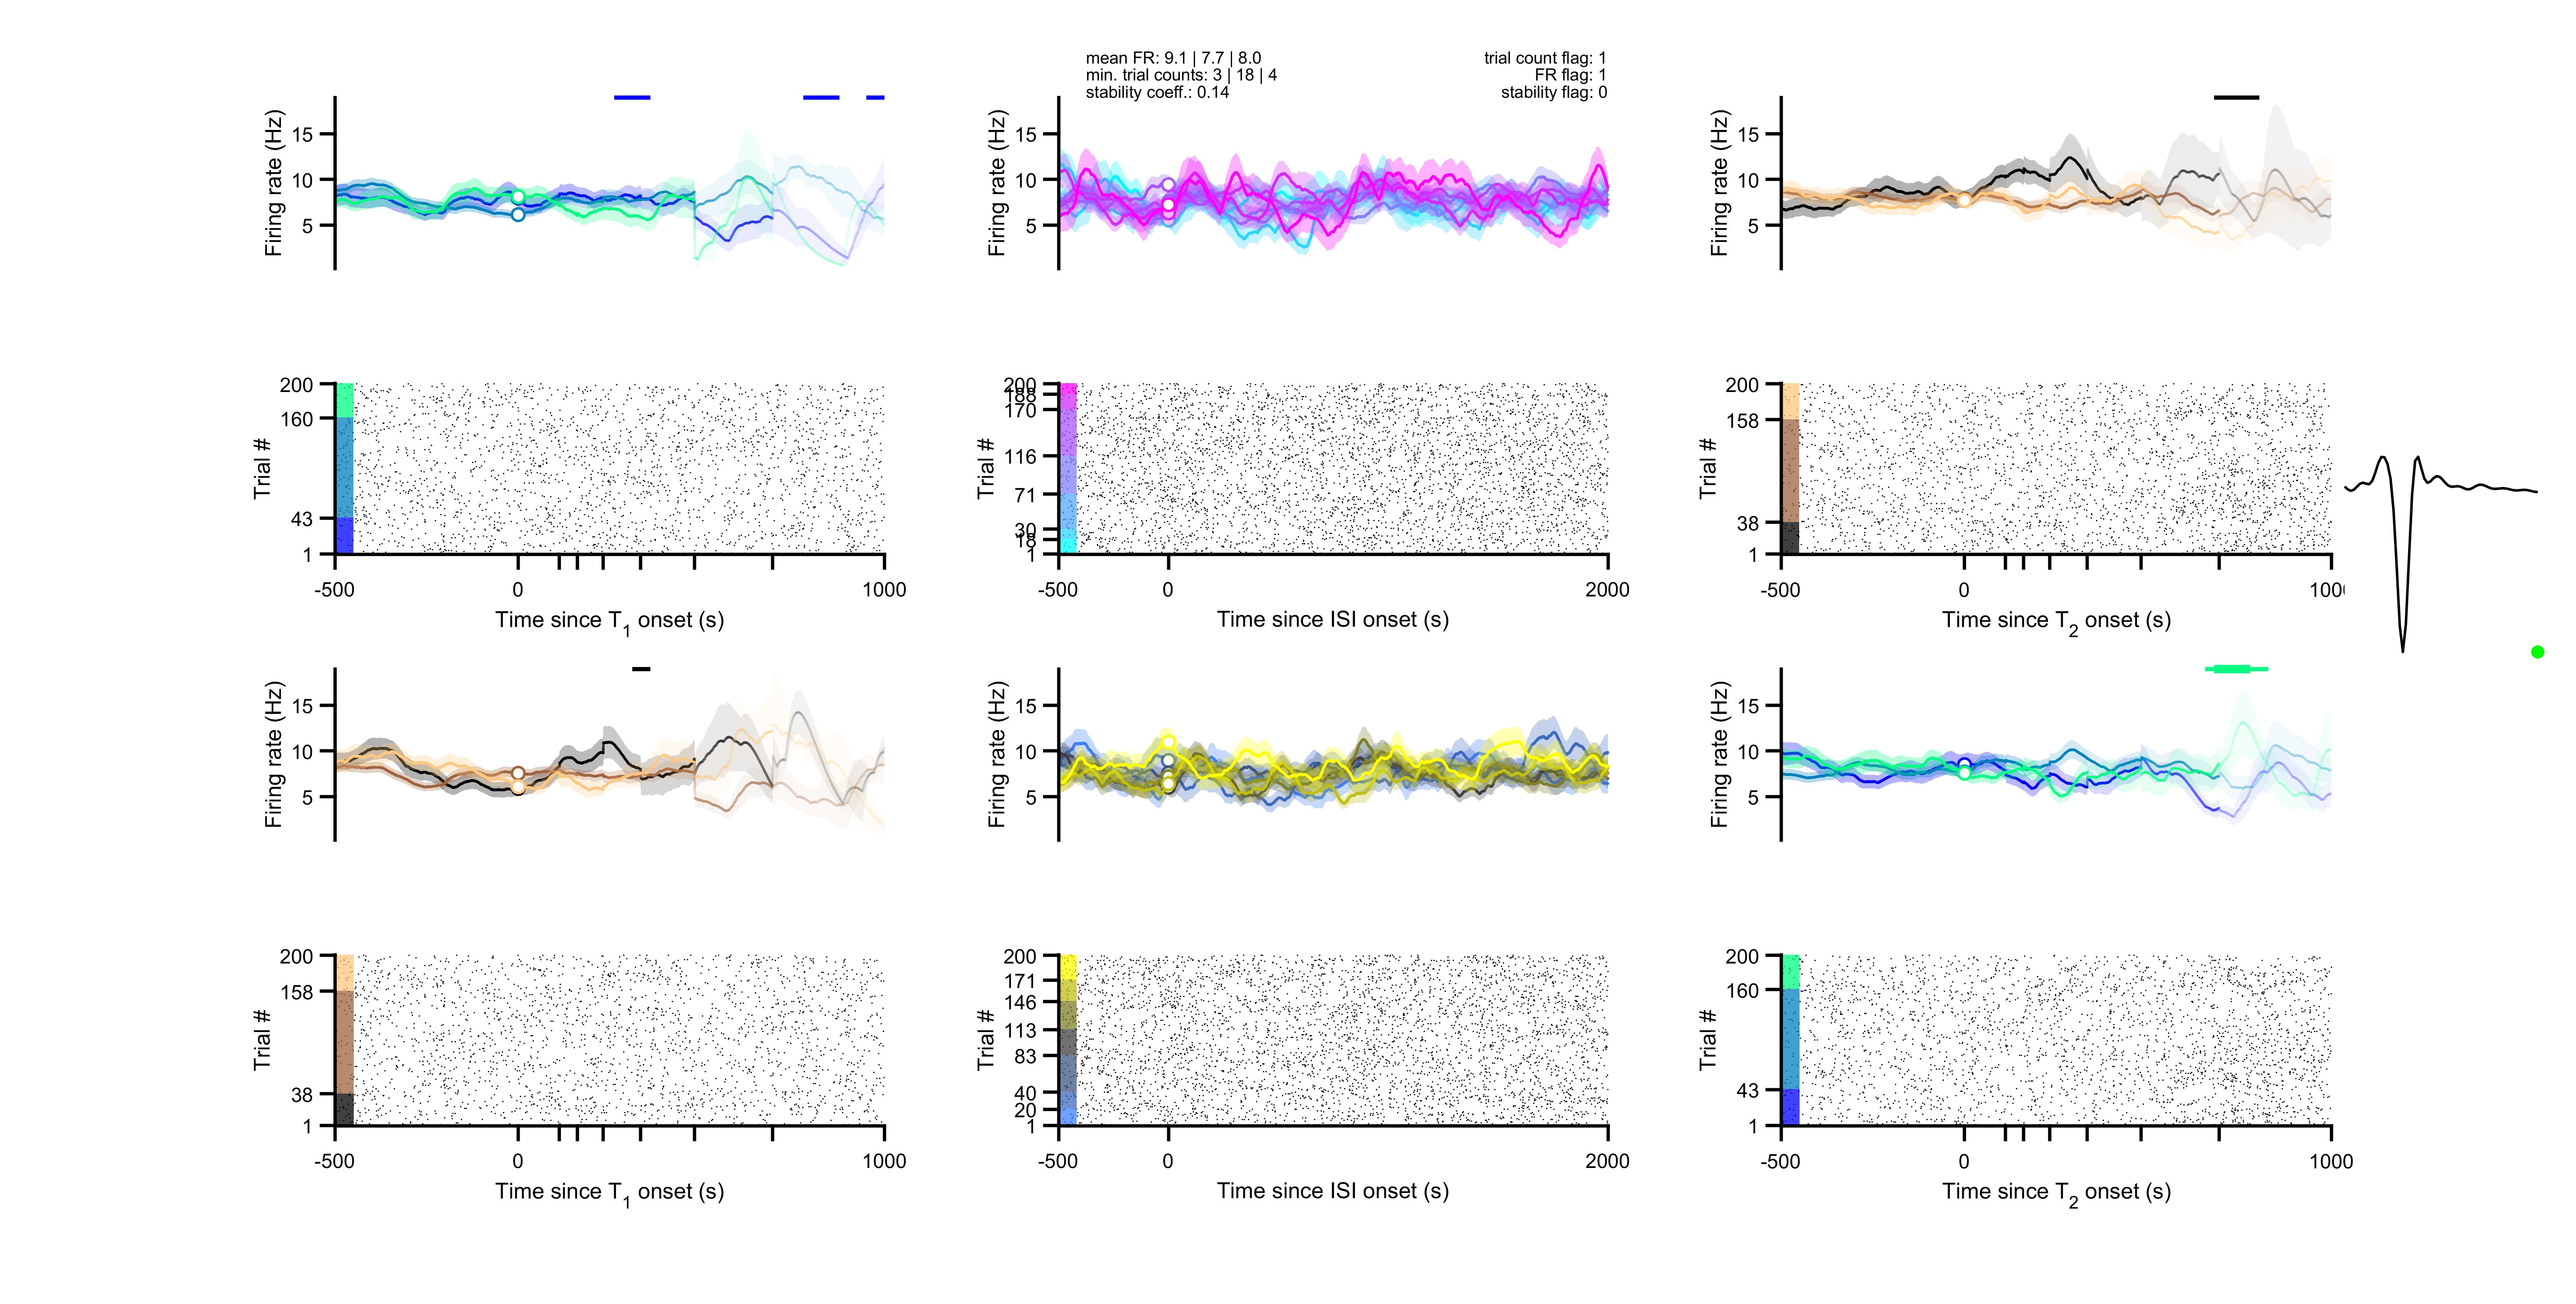 mean FR: 9.1 | 7.7 | 8.0
min. trial counts: 3 | 18 | 4
stability coeff.: 0.14
trial count flag: 1
FR flag: 1
stability flag: 0
Firing rate (Hz)
15
10
5
Firing rate (Hz)
15
10
5
Firing rate (Hz)
15
10
5
Trial #
200
160
43
1
-500
0
1000
Time since T1 onset (s)
Trial #
200
188
170
116
71
30
18
1
-500
0
2000
Time since ISI onset (s)
Trial #
200
158
38
1
-500
0
Time since T2 onset (s)
Firing rate (Hz)
15
10
5
Firing rate (Hz)
15
10
5
Firing rate (Hz)
15
10
5
Trial #
200
158
38
1
-500
0
1000
Time since T1 onset (s)
Trial #
200
171
146
113
83
40
20
1
-500
0
2000
Time since ISI onset (s)
Trial #
200
160
43
1
-500
0
1000
Time since T2 onset (s)